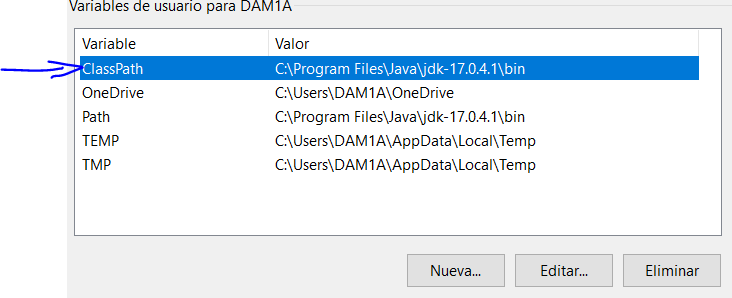 Variables de usuario para DAM1A
Variable Valor
ClassPath C:\Program Files\Java\jdk-17.0.4.1\bin
OneDrive C:\Users\DAM1A\OneDrive
Path C:\Program Files\Java\jdk-17.0.4.1\bin
TEMP C:\Users\DAM1A\AppData\Local\Temp
TMP C:\Users\DAM1A\AppData\Local\Temp
Nueva... Editar... Eliminar